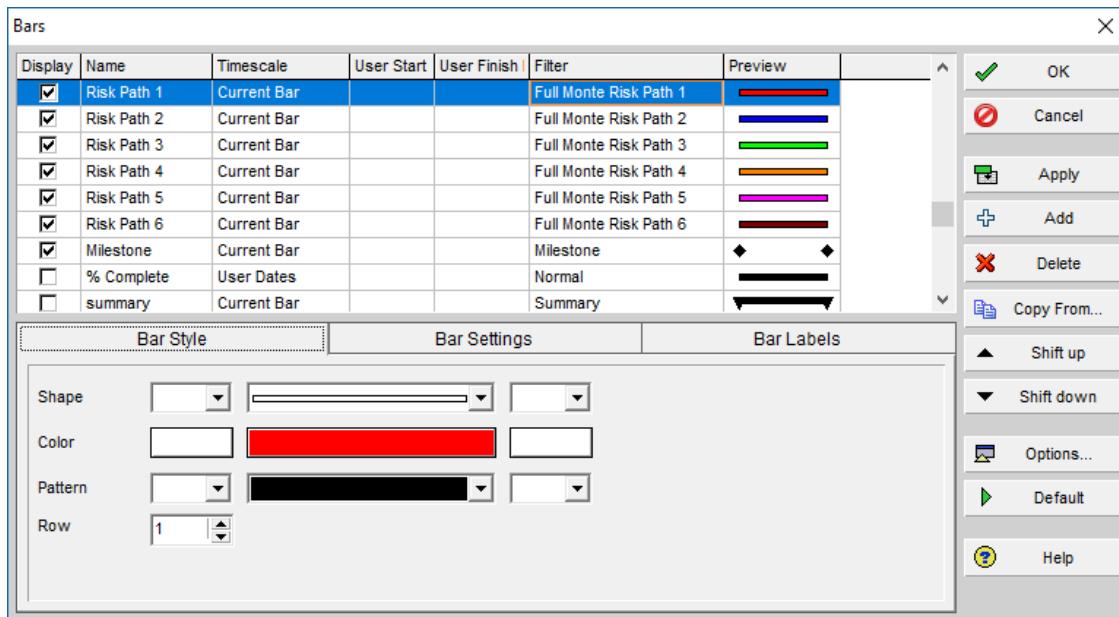 Bars
Display Name Timescale User Start User Finish Filter Preview
Risk Path 1 Current Bar Full Monte Risk Path 1
Risk Path 2 Current Bar Full Monte Risk Path 2
Risk Path 3 Current Bar Full Monte Risk Path 3
Risk Path 4 Current Bar Full Monte Risk Path 4
Risk Path 5 Current Bar Full Monte Risk Path 5
Risk Path 6 Current Bar Full Monte Risk Path 6
Milestone Current Bar Milestone
% Complete User Dates Normal
summary Current Bar Summary
OK
Cancel
Apply
Add
Delete
Copy From...
Shift up
Shift down
Options...
Default
Help
Bar Style Bar Settings Bar Labels
Shape
Color
Pattern
Row 1